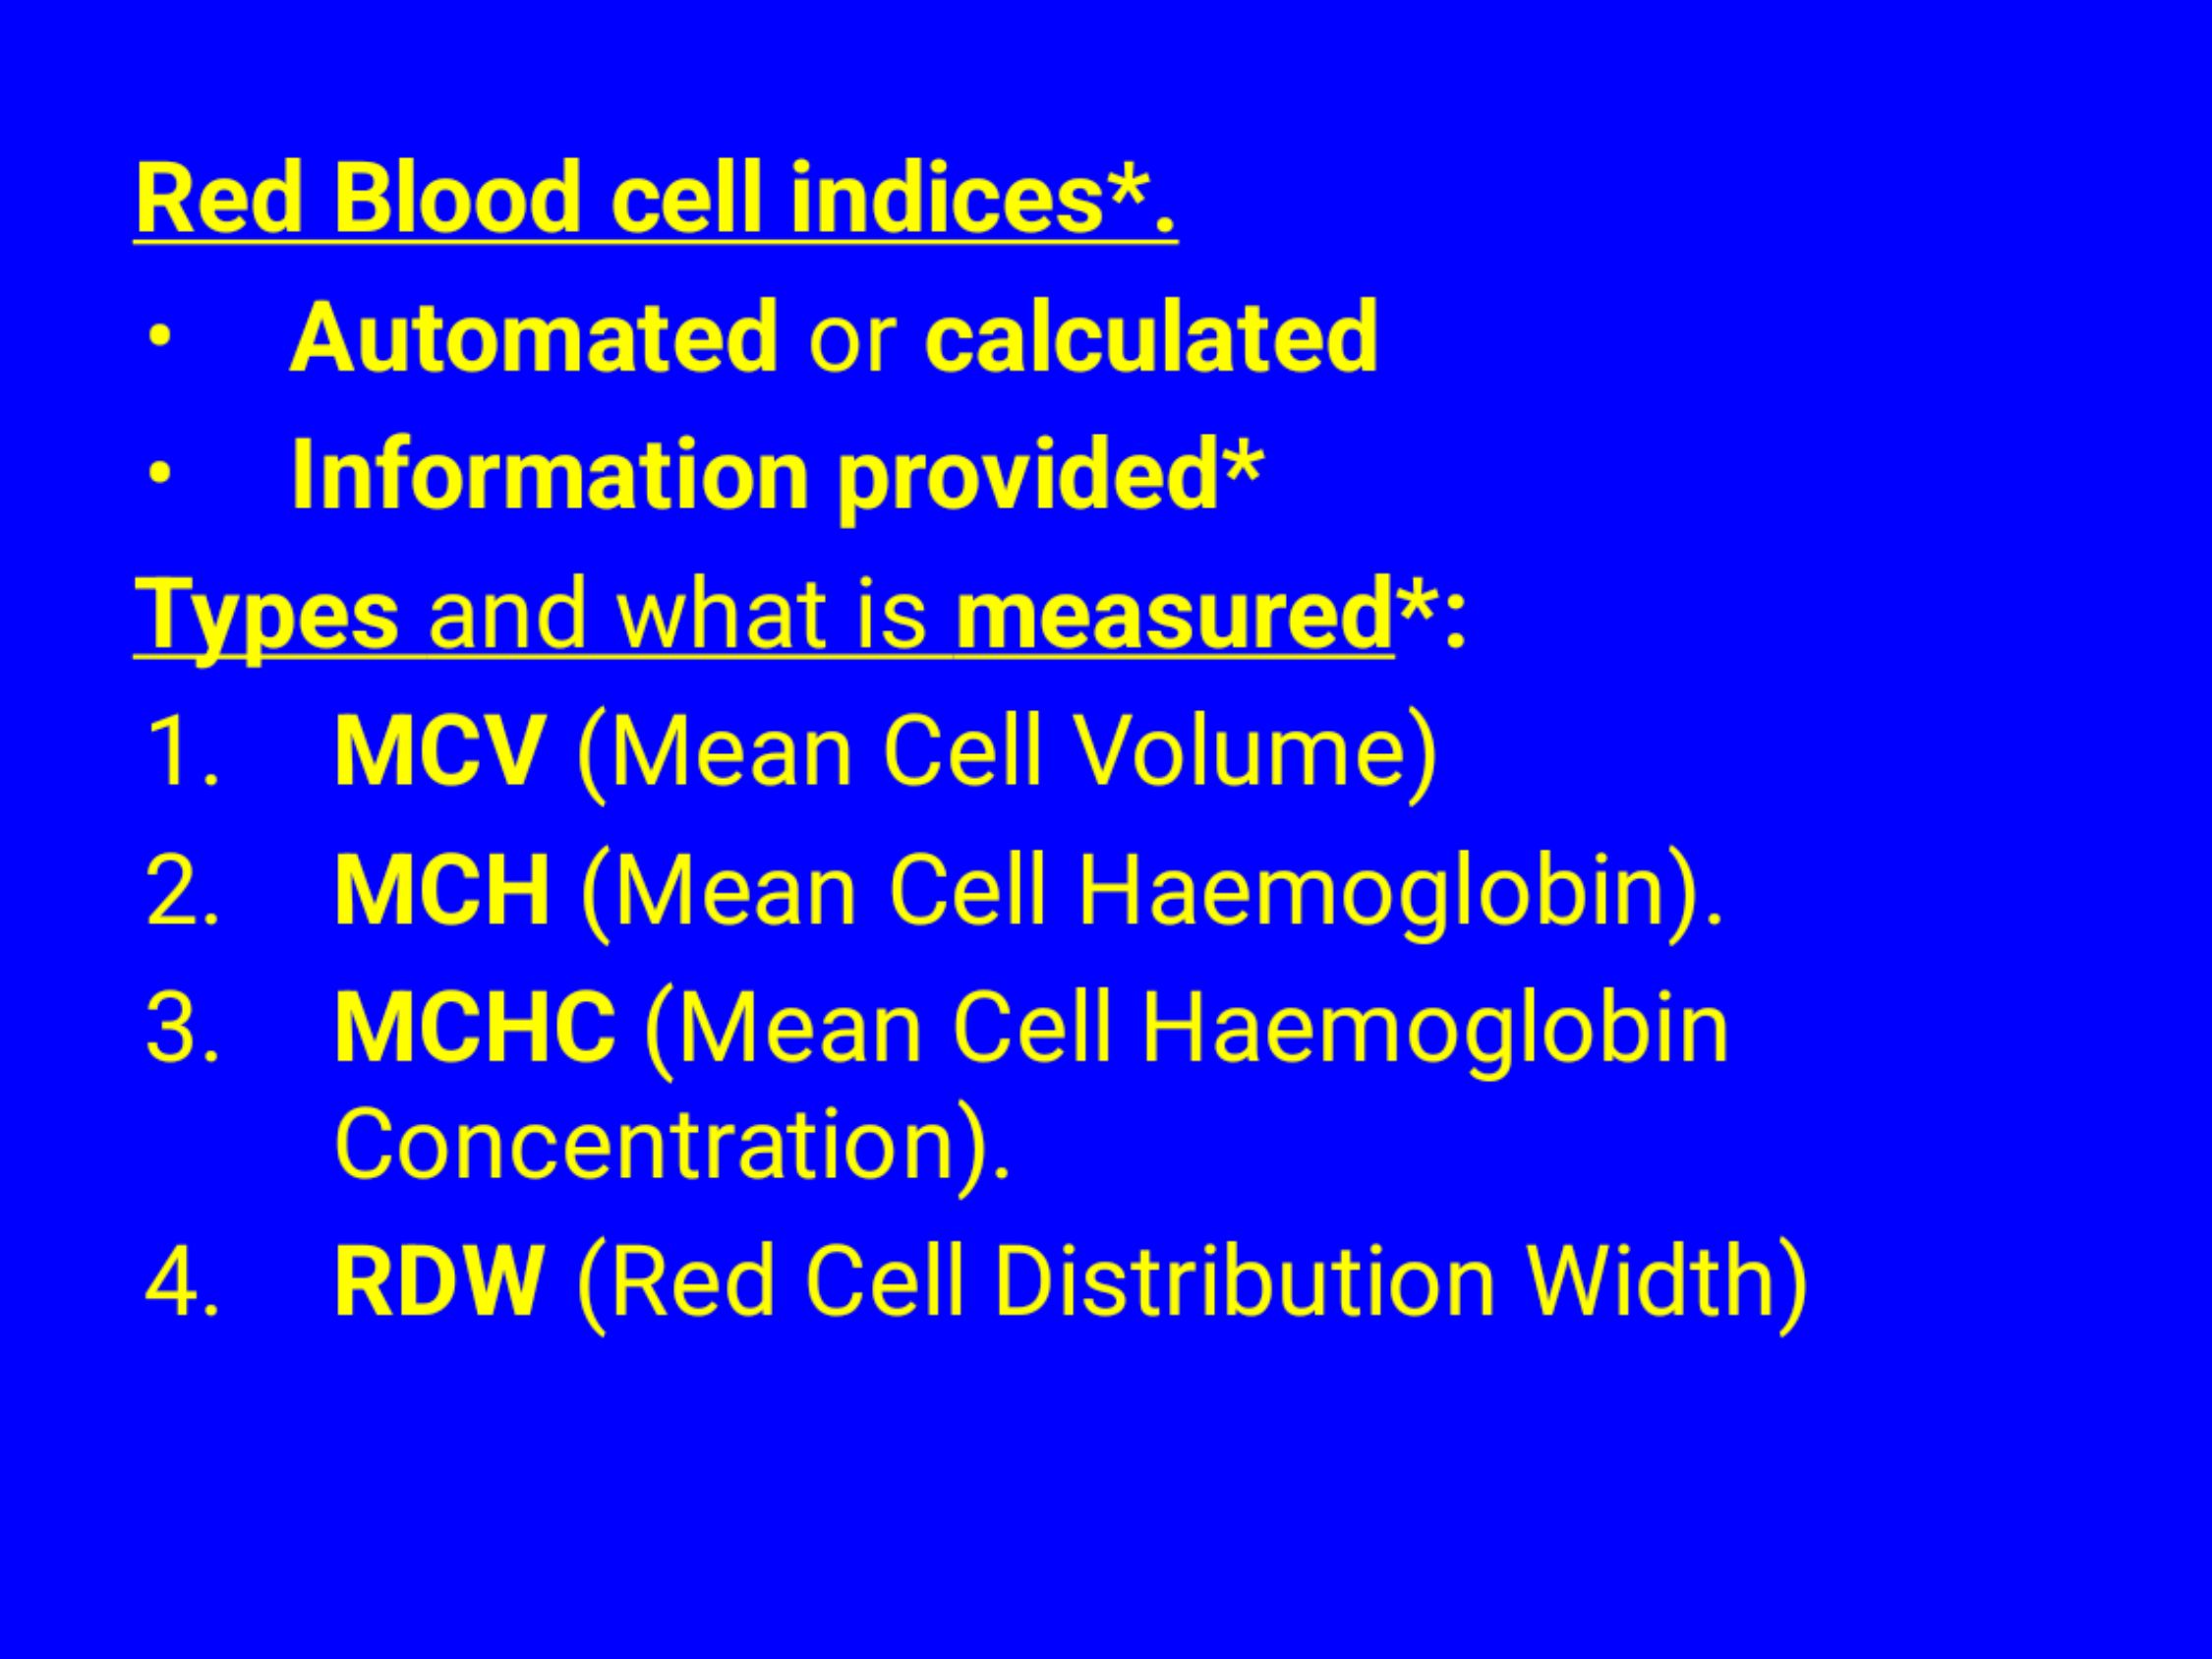 Red Blood cell indices*.
• Automated or calculated
• Information provided*
Types and what is measured*:
1. MCV (Mean Cell Volume)
2. MCH (Mean Cell Haemoglobin).
3. MCHC (Mean Cell Haemoglobin
Concentration).
4. RDW (Red Cell Distribution Width)